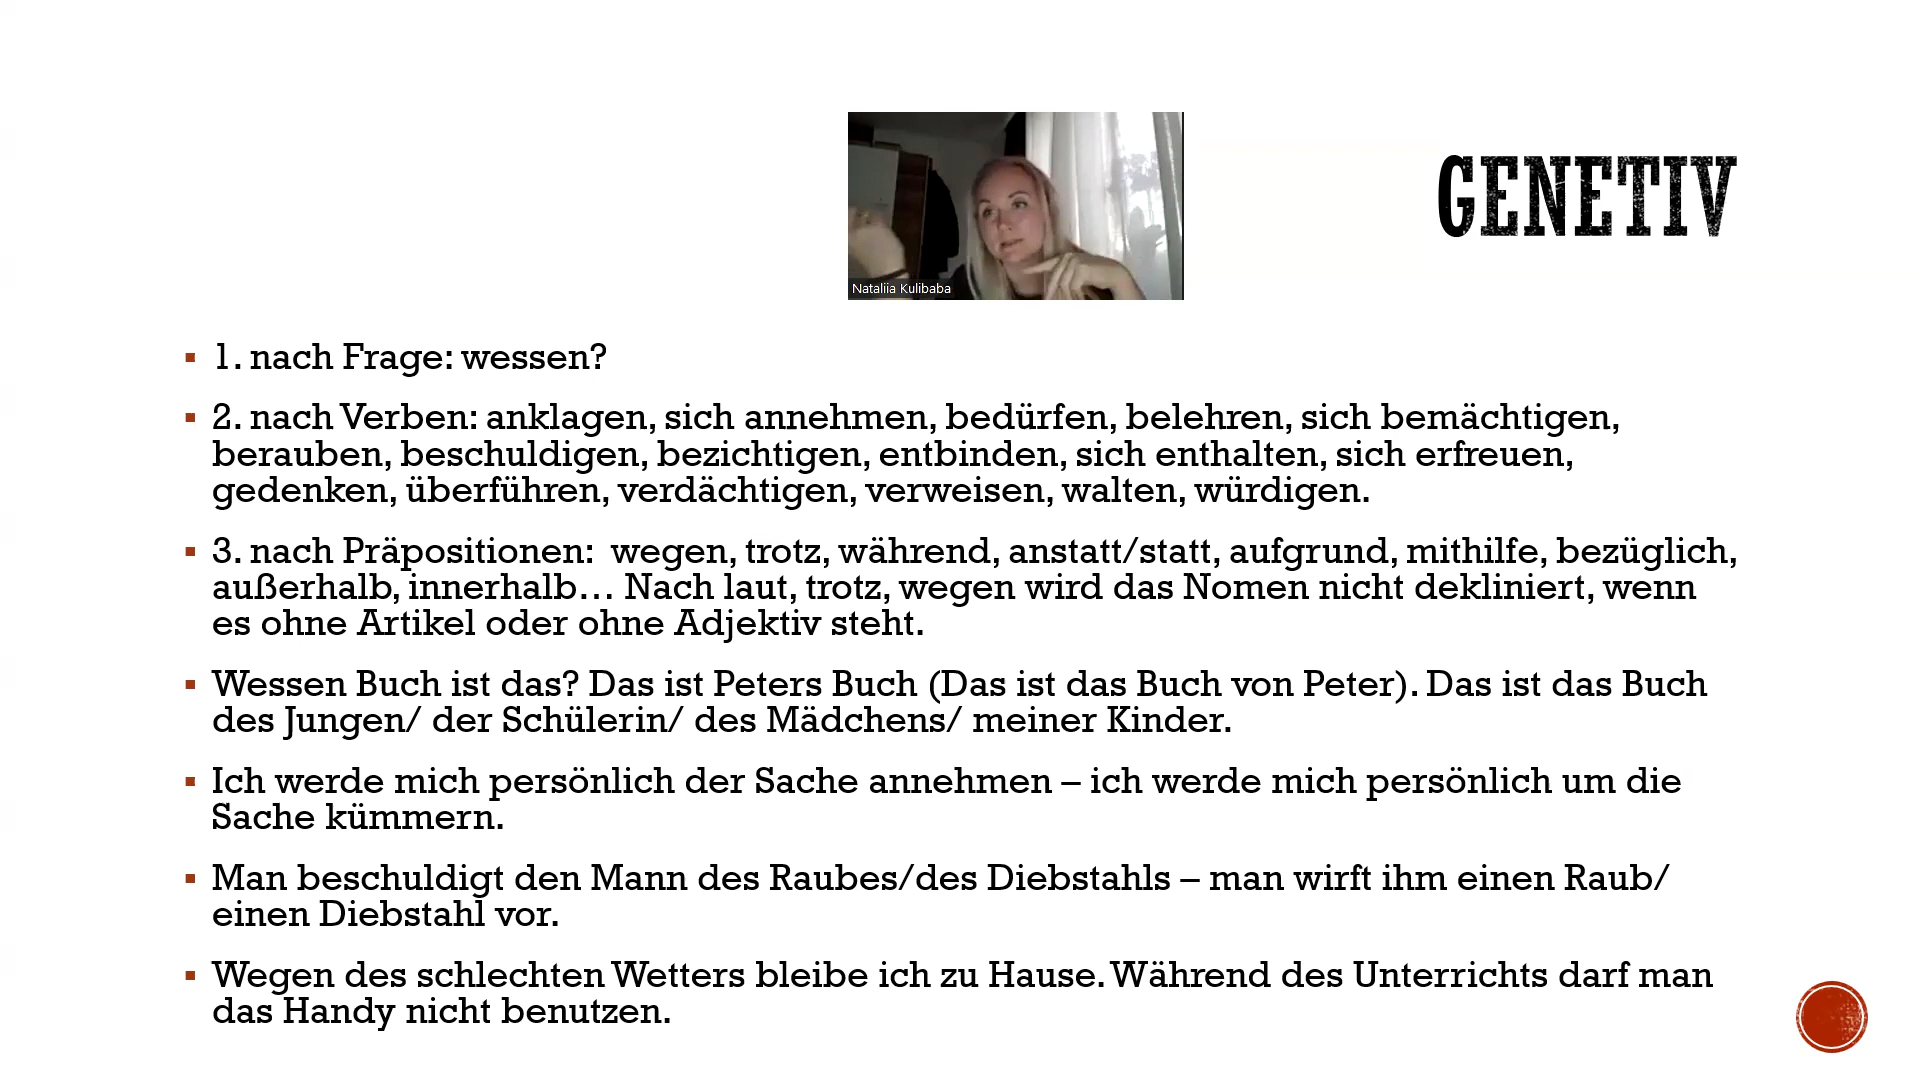 Nataliia Kulibaba
GENETIV
▪ 1. nach Frage: wessen?
▪ 2. nach Verben: anklagen, sich annehmen, bedürfen, belehren, sich bemächtigen,
berauben, beschuldigen, bezichtigen, entbinden, sich enthalten, sich erfreuen,
gedenken, überführen, verdächtigen, verweisen, walten, würdigen.
▪ 3. nach Präpositionen:  wegen, trotz, während, anstatt/statt, aufgrund, mithilfe, bezüglich,
außerhalb, innerhalb… Nach laut, trotz, wegen wird das Nomen nicht dekliniert, wenn
es ohne Artikel oder ohne Adjektiv steht.
▪ Wessen Buch ist das? Das ist Peters Buch (Das ist das Buch von Peter). Das ist das Buch
des Jungen/ der Schülerin/ des Mädchens/ meiner Kinder.
▪ Ich werde mich persönlich der Sache annehmen – ich werde mich persönlich um die
Sache kümmern.
▪ Man beschuldigt den Mann des Raubes/des Diebstahls – man wirft ihm einen Raub/
einen Diebstahl vor.
▪ Wegen des schlechten Wetters bleibe ich zu Hause. Während des Unterrichts darf man
das Handy nicht benutzen.